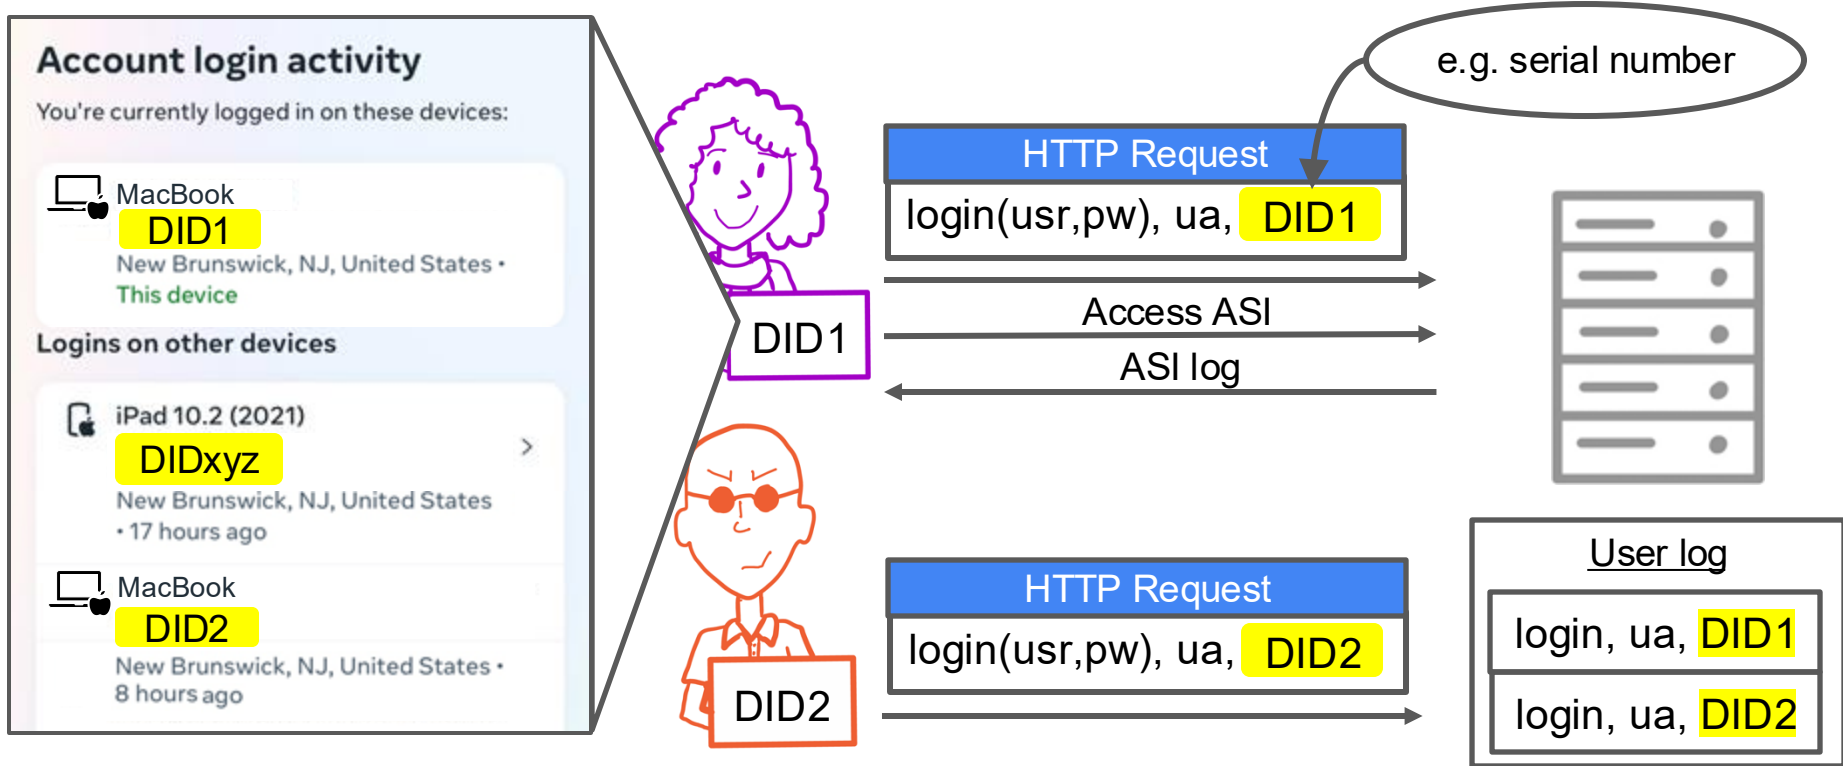 Account login activity
You're currently logged in on these devices:
MacBook
DID1
New Brunswick, NJ, United States •
This device
Logins on other devices
iPad 10.2 (2021)
DIDxyz
New Brunswick, NJ, United States
• 17 hours ago
MacBook
DID2
New Brunswick, NJ, United States •
8 hours ago
DID1
DID2
e.g. serial number
HTTP Request
login(usr,pw), ua, DID1
Access ASI
ASI log
HTTP Request
login(usr,pw), ua, DID2
User log
login, ua, DID1
login, ua, DID2